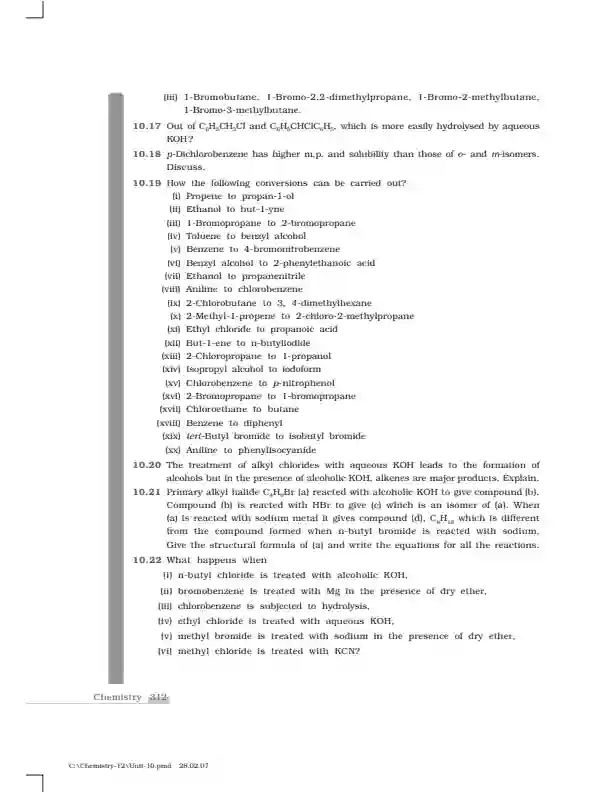 (iii) 1-Bromobutane, 1-Bromo-2,2-dimethylpropane, 1-Bromo-2-methylbutane,
1-Bromo-3-methylbutane.
10.17 Out of C₆H₅CH₂Cl and C₆H₅CHClC₆H₅, which is more easily hydrolysed by aqueous
KOH?
10.18 p-Dichlorobenzene has higher m.p. and solubility than those of o- and m-isomers.
Discuss.
10.19 How the following conversions can be carried out?
(i) Propene to propan-1-ol
(ii) Ethanol to but-1-yne
(iii) 1-Bromopropane to 2-bromopropane
(iv) Toluene to benzyl alcohol
(v) Benzene to 4-bromonitrobenzene
(vi) Benzyl alcohol to 2-phenylethanoic acid
(vii) Ethanol to propanenitrile
(viii) Aniline to chlorobenzene
(ix) 2-Chlorobutane to 3, 4-dimethylhexane
(x) 2-Methyl-1-propene to 2-chloro-2-methylpropane
(xi) Ethyl chloride to propanoic acid
(xii) But-1-ene to n-butyliodide
(xiii) 2-Chloropropane to 1-propanol
(xiv) Isopropyl alcohol to iodoform
(xv) Chlorobenzene to p-nitrophenol
(xvi) 2-Bromopropane to 1-bromopropane
(xvii) Chloroethane to butane
(xviii) Benzene to diphenyl
(xix) tert-Butyl bromide to isobutyl bromide
(xx) Aniline to phenylisocyanide
10.20 The treatment of alkyl chlorides with aqueous KOH leads to the formation of
alcohols but in the presence of alcoholic KOH, alkenes are major products. Explain.
10.21 Primary alkyl halide C₄H₉Br (a) reacted with alcoholic KOH to give compound (b).
Compound (b) is reacted with HBr to give (c) which is an isomer of (a). When
(a) is reacted with sodium metal it gives compound (d), C₈H₁₈ which is different
from the compound formed when n-butyl bromide is reacted with sodium.
Give the structural formula of (a) and write the equations for all the reactions.
10.22 What happens when
(i) n-butyl chloride is treated with alcoholic KOH,
(ii) bromobenzene is treated with Mg in the presence of dry ether,
(iii) chlorobenzene is subjected to hydrolysis,
(iv) ethyl chloride is treated with aqueous KOH,
(v) methyl bromide is treated with sodium in the presence of dry ether,
(vi) methyl chloride is treated with KCN?
Chemistry 312
C:\Chemistry-12\Unit-10.pmd 28.02.07